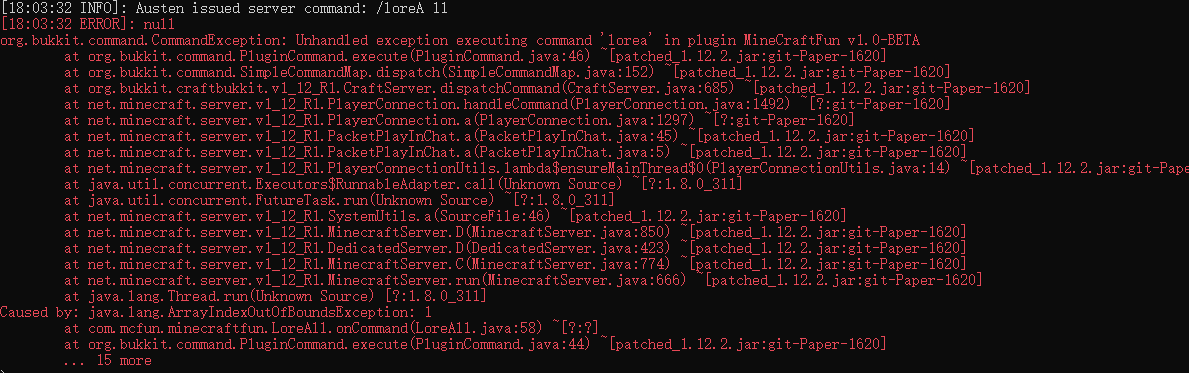 [18:03:32 INFO]: Austen issued server command: /loreA 11
[18:03:32 ERROR]: null
org.bukkit.command.CommandException: Unhandled exception executing command 'lorea' in plugin MineCraftFun v1.0-BETA
at org.bukkit.command.PluginCommand.execute(PluginCommand.java:46) ~[patched_1.12.2.jar:git-Paper-1620]
at org.bukkit.command.SimpleCommandMap.dispatch(SimpleCommandMap.java:152) ~[patched_1.12.2.jar:git-Paper-1620]
at org.bukkit.craftbukkit.v1_12_R1.CraftServer.dispatchCommand(CraftServer.java:685) ~[patched_1.12.2.jar:git-Paper-1620]
at net.minecraft.server.v1_12_R1.PlayerConnection.handleCommand(PlayerConnection.java:1492) ~[?:git-Paper-1620]
at net.minecraft.server.v1_12_R1.PlayerConnection.a(PlayerConnection.java:1297) ~[?:git-Paper-1620]
at net.minecraft.server.v1_12_R1.PacketPlayInChat.a(PacketPlayInChat.java:45) ~[patched_1.12.2.jar:git-Paper-1620]
at net.minecraft.server.v1_12_R1.PacketPlayInChat.a(PacketPlayInChat.java:5) ~[patched_1.12.2.jar:git-Paper-1620]
at net.minecraft.server.v1_12_R1.PlayerConnectionUtils.lambda$ensureMainThread$0(PlayerConnectionUtils.java:14) ~[patched_1.12.2.jar:git-Pape
at java.util.concurrent.Executors$RunnableAdapter.call(Unknown Source) ~[?:1.8.0_311]
at java.util.concurrent.FutureTask.run(Unknown Source) ~[?:1.8.0_311]
at net.minecraft.server.v1_12_R1.SystemUtils.a(SourceFile:46) ~[patched_1.12.2.jar:git-Paper-1620]
at net.minecraft.server.v1_12_R1.MinecraftServer.D(MinecraftServer.java:850) ~[patched_1.12.2.jar:git-Paper-1620]
at net.minecraft.server.v1_12_R1.DedicatedServer.D(DedicatedServer.java:423) ~[patched_1.12.2.jar:git-Paper-1620]
at net.minecraft.server.v1_12_R1.MinecraftServer.C(MinecraftServer.java:774) ~[patched_1.12.2.jar:git-Paper-1620]
at net.minecraft.server.v1_12_R1.MinecraftServer.run(MinecraftServer.java:666) ~[patched_1.12.2.jar:git-Paper-1620]
at java.lang.Thread.run(Unknown Source) [?:1.8.0_311]
Caused by: java.lang.ArrayIndexOutOfBoundsException: 1
at com.mcfun.minecraftfun.LoreAll.onCommand(LoreAll.java:58) ~[?:?]
at org.bukkit.command.PluginCommand.execute(PluginCommand.java:44) ~[patched_1.12.2.jar:git-Paper-1620]
... 15 more